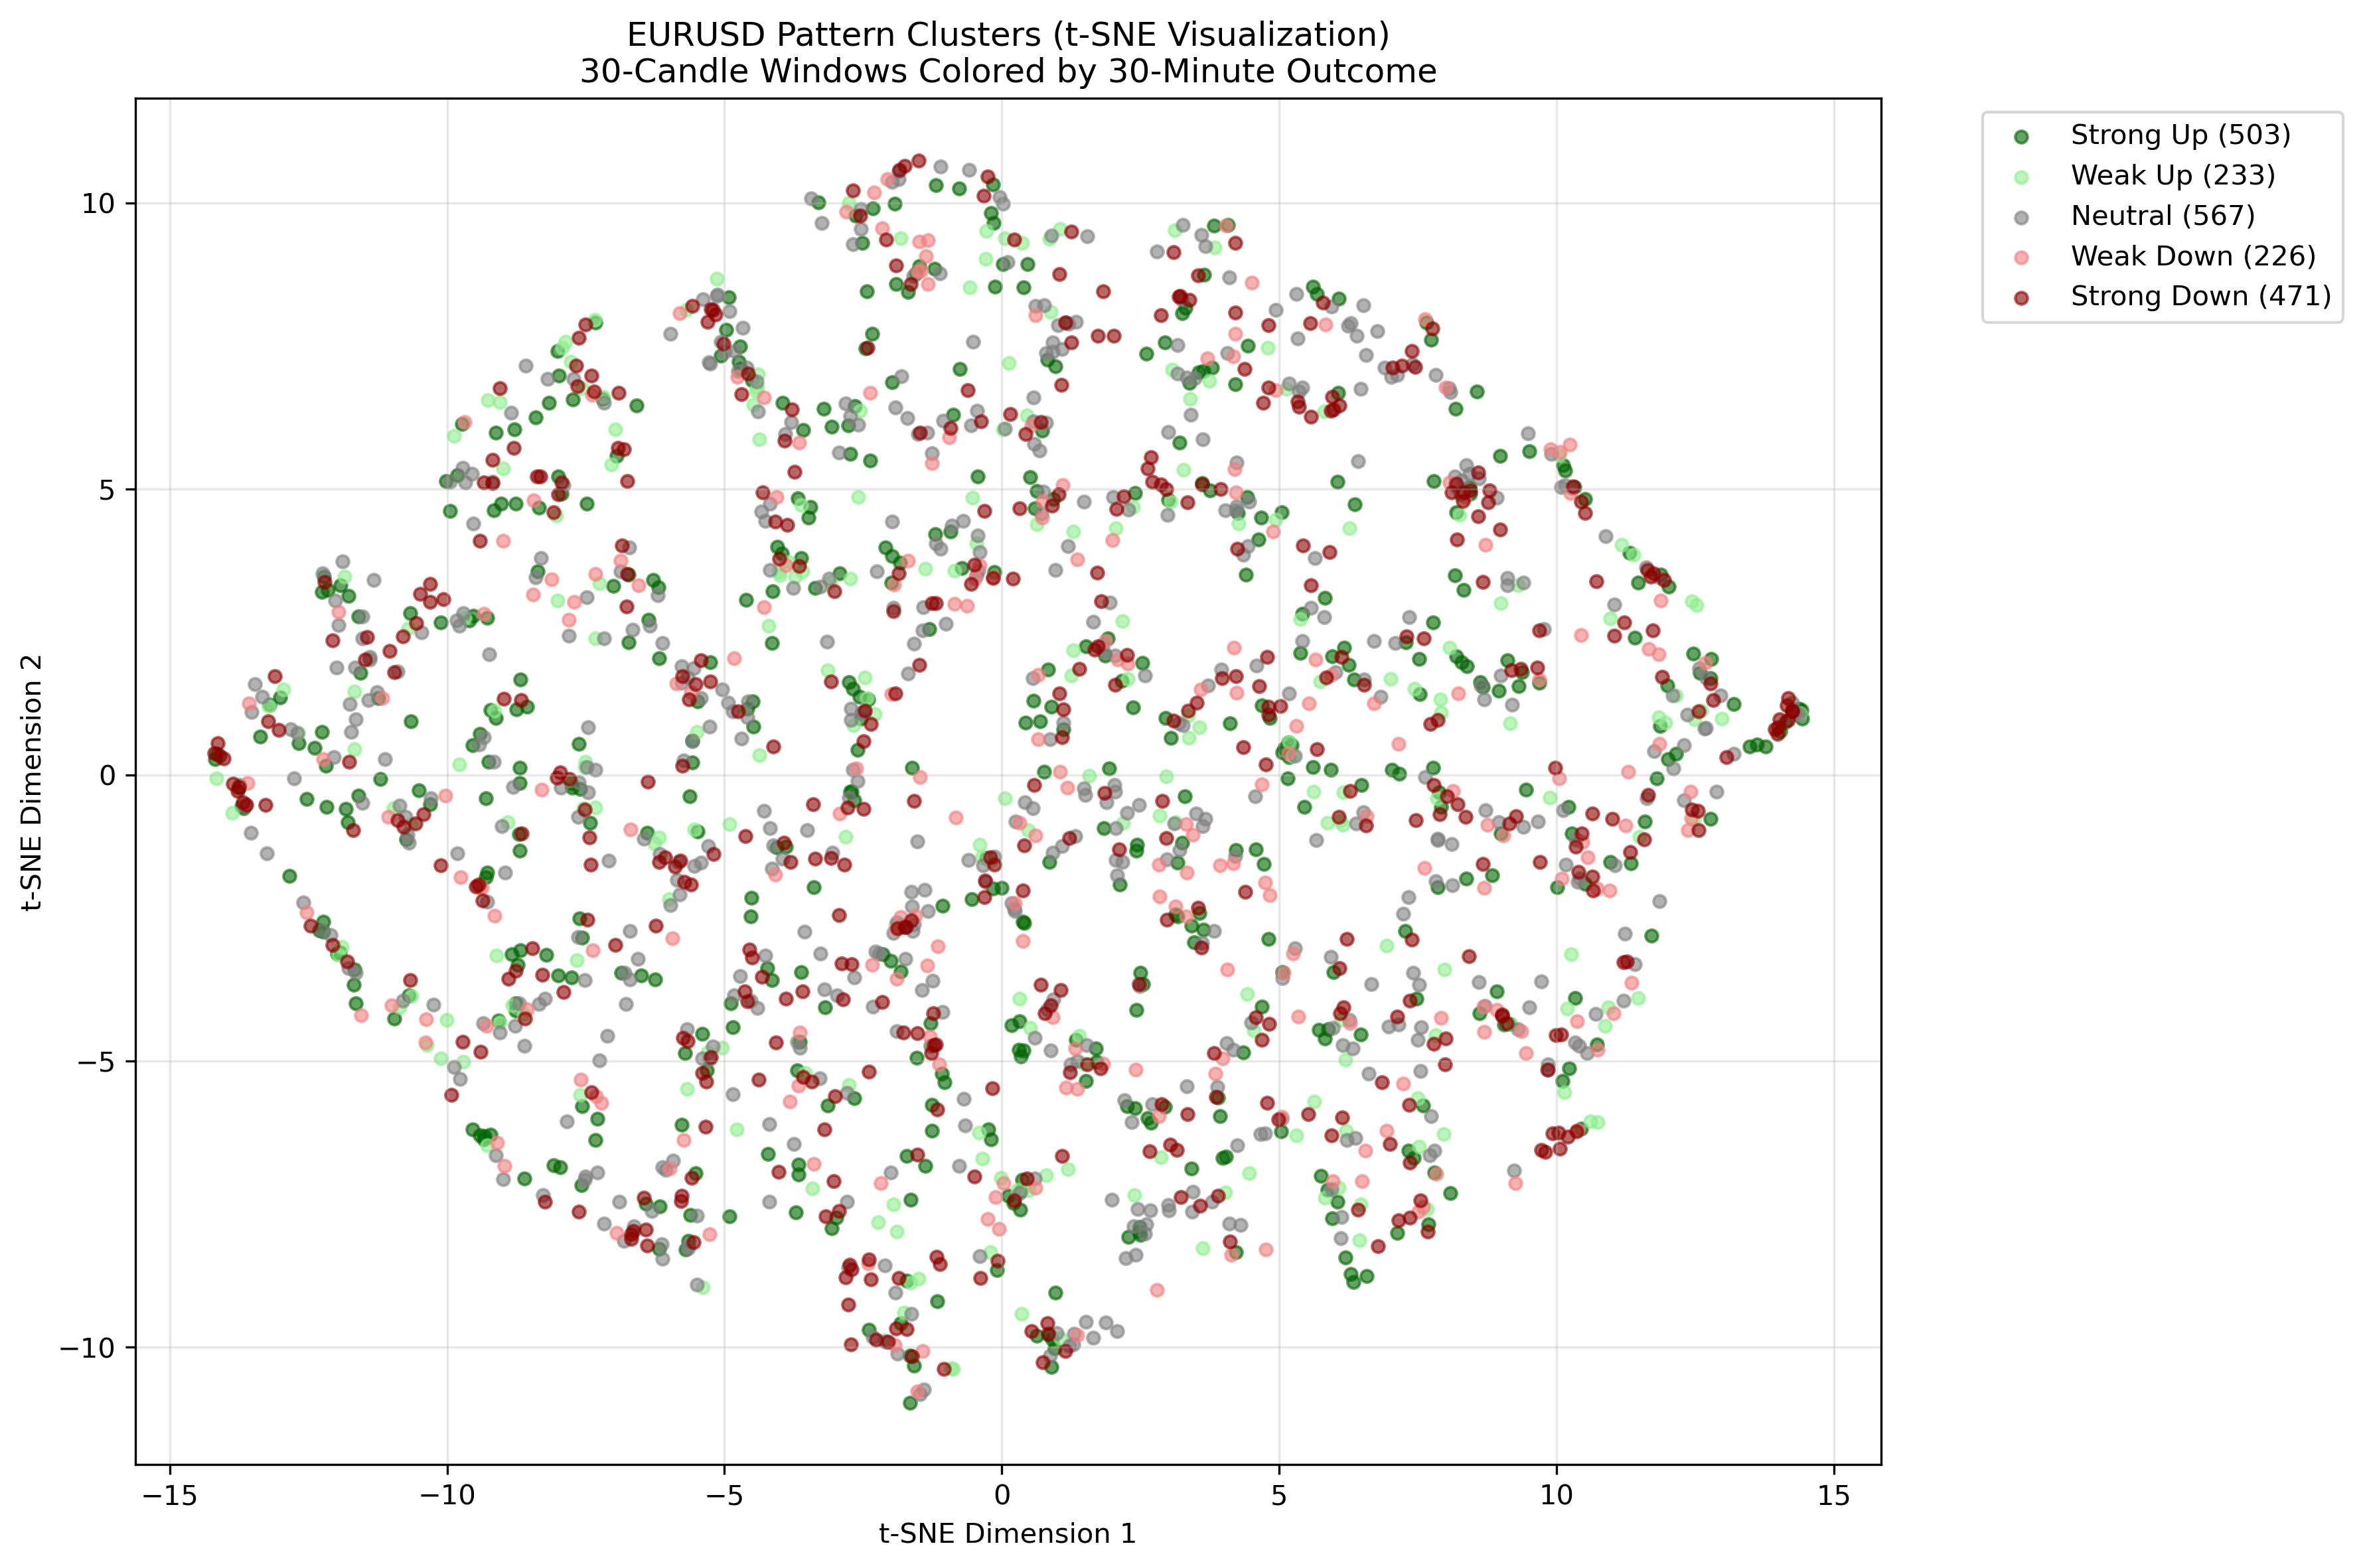 EURUSD Pattern Clusters (t-SNE Visualization)
30-Candle Windows Colored by 30-Minute Outcome
Strong Up (503)
Weak Up (233)
Neutral (567)
Weak Down (226)
Strong Down (471)
10
5
0
−5
−10
t-SNE Dimension 2
−15
−10
−5
0
5
10
15
t-SNE Dimension 1